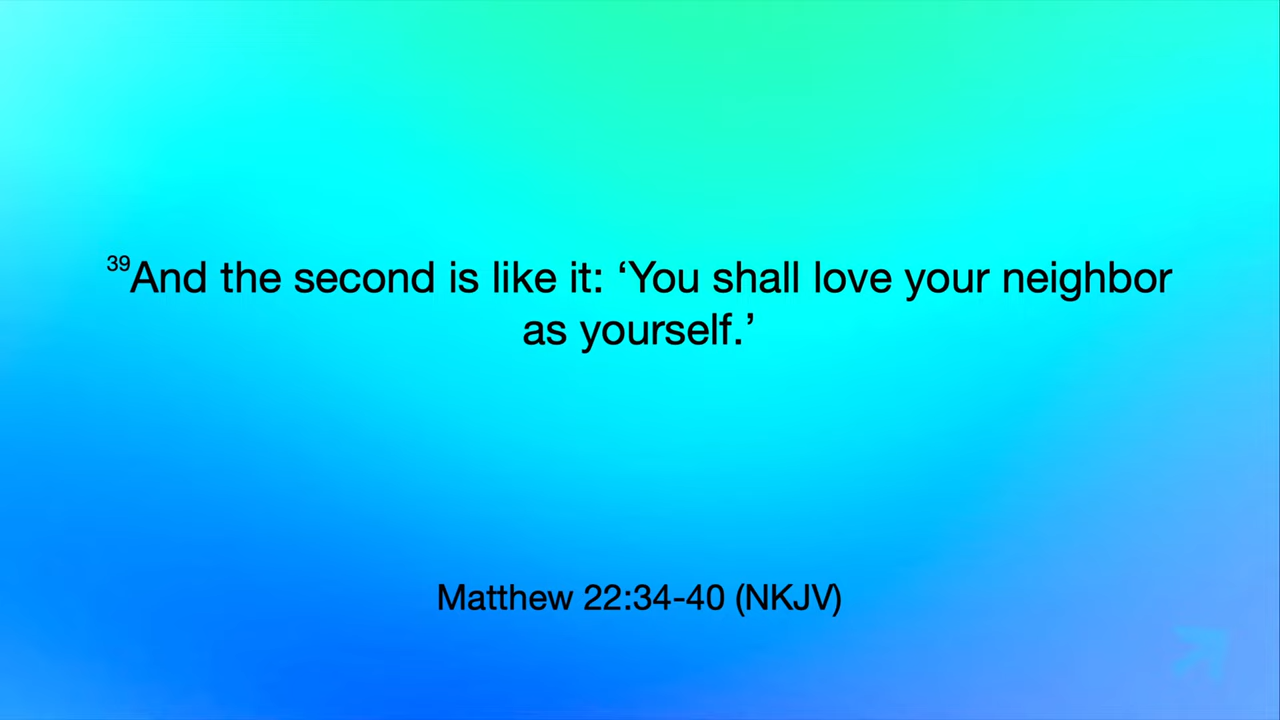 ³⁹And the second is like it: ‘You shall love your neighbor
as yourself.’
Matthew 22:34-40 (NKJV)